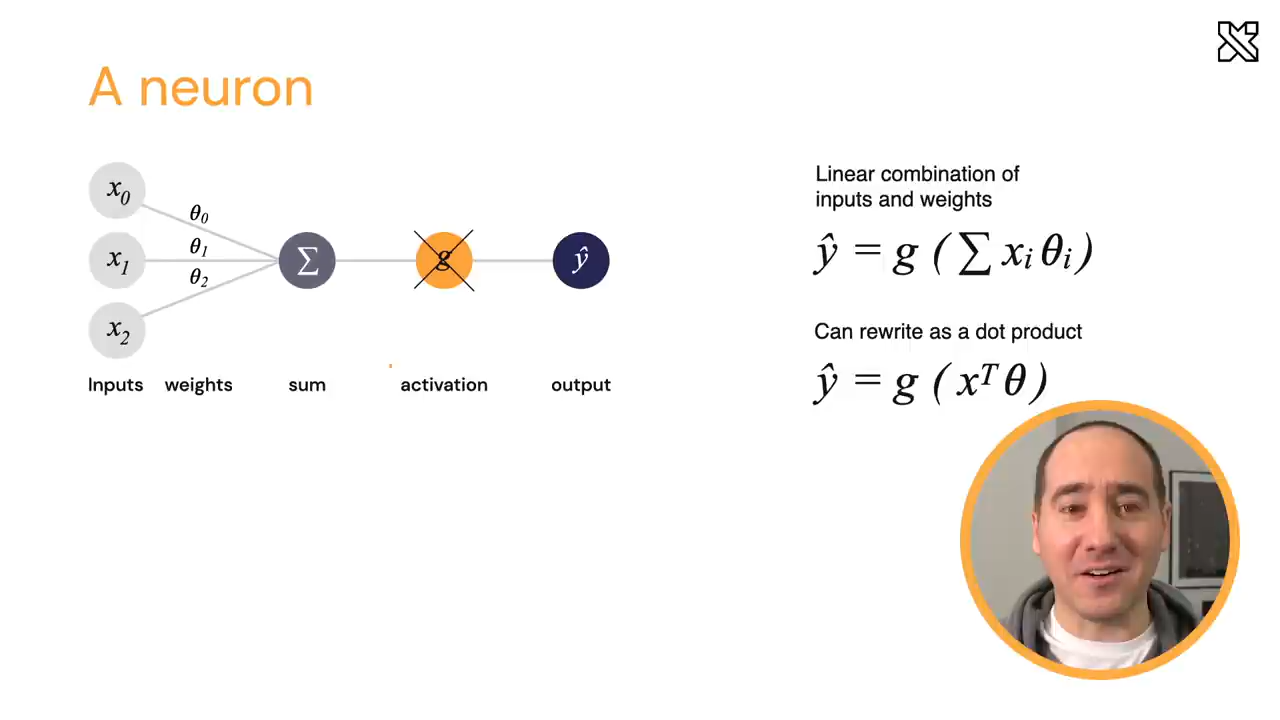 A neuron
x₀
θ₀
x₁
θ₁
θ₂
x₂
Σ
g
ŷ
Inputs weights sum activation output
Linear combination of
inputs and weights
ŷ = g ( ∑ xᵢ θᵢ )
Can rewrite as a dot product
ŷ = g ( xᵀ θ )